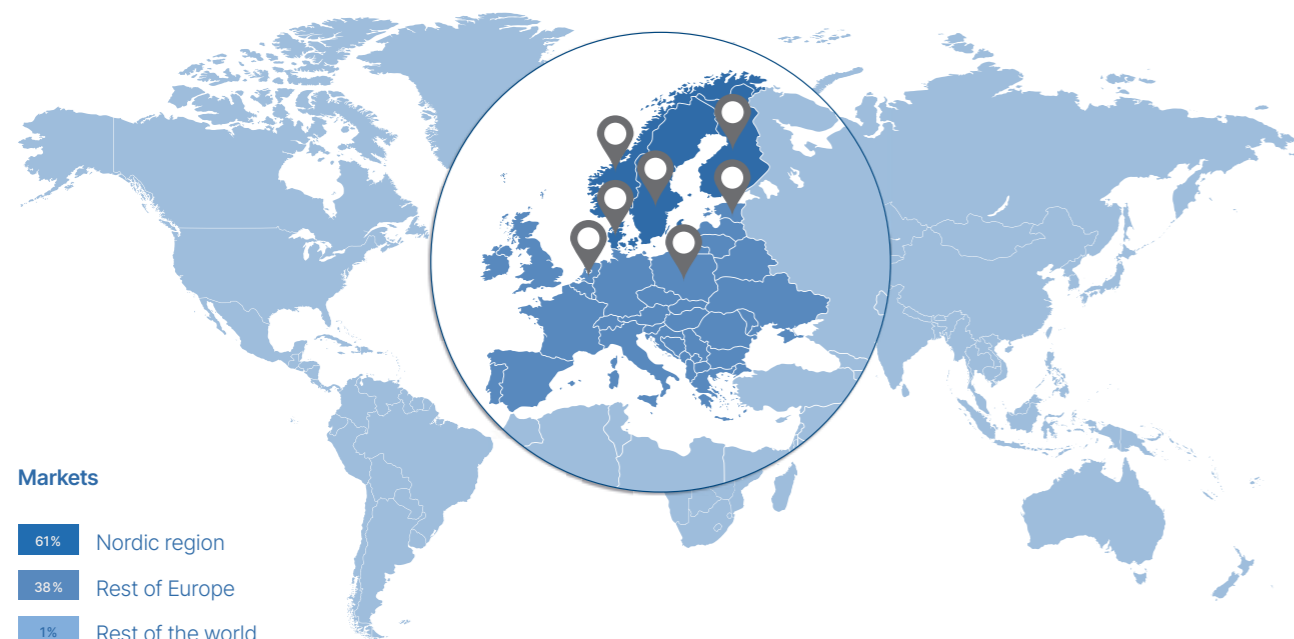 Markets
61% Nordic region
38% Rest of Europe
1% Rest of the world